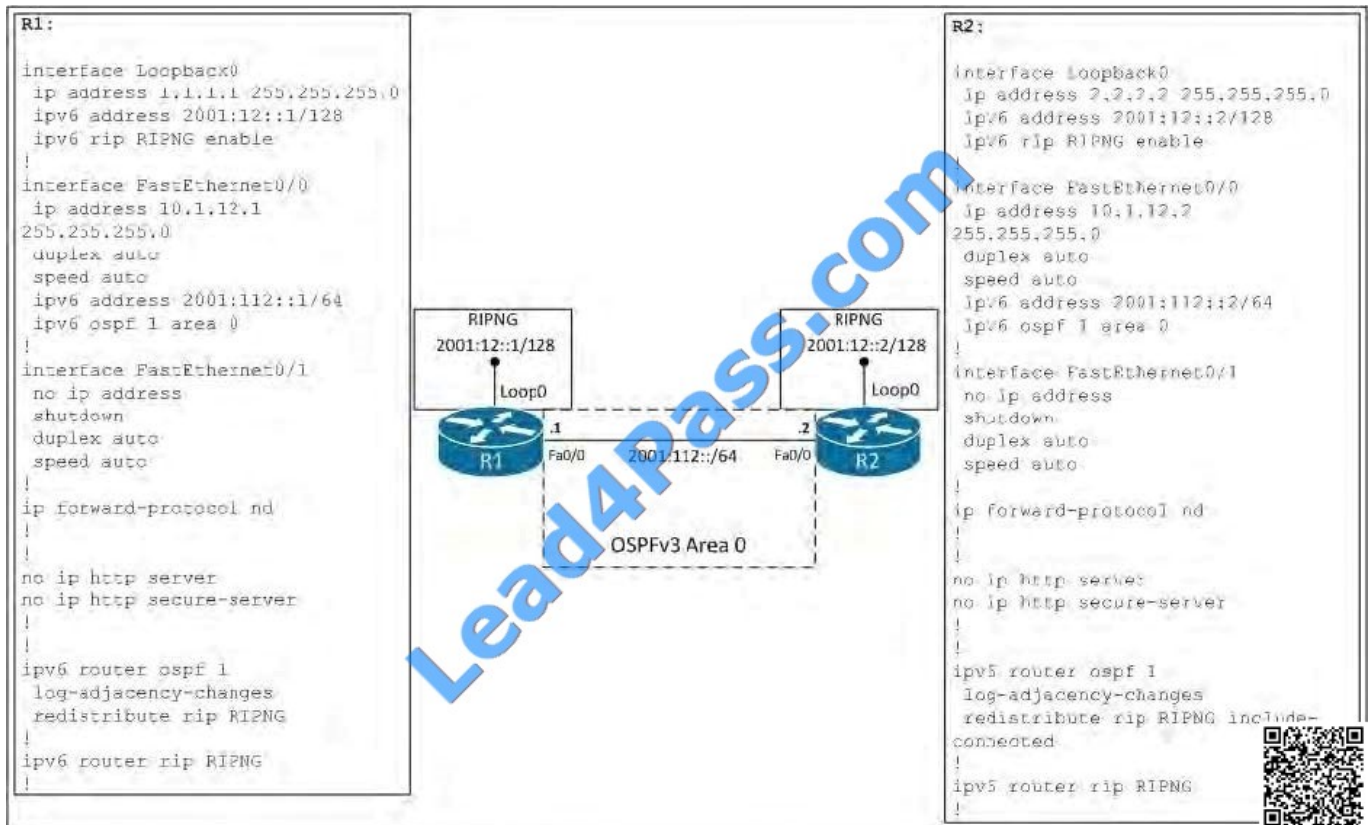 R1:
interface Loopback0
ip address 1.1.1.1 255.255.255.0
ipv6 address 2001:12::1/128
ipv6 rip RIPNG enable
!
interface FastEthernet0/0
ip address 10.1.12.1
255.255.255.0
duplex auto
speed auto
ipv6 address 2001:112::1/64
ipv6 ospf 1 area 0
!
interface FastEthernet0/1
no ip address
shutdown
duplex auto
speed auto
!
ip forward-protocol nd
!
!
no ip http server
no ip http secure-server
!
!
ipv6 router ospf 1
log-adjacency-changes
redistribute rip RIPNG
!
ipv6 router rip RIPNG
!
RIPNG
2001:12::1/128
Loop0
R1
.1
Fa0/0
2001:112::/64
.2
Fa0/0
OSPFv3 Area 0
RIPNG
2001:12::2/128
Loop0
R2
Lead4Pass.com
R2:
interface Loopback0
ip address 2.2.2.2 255.255.255.0
ipv6 address 2001:12::2/128
ipv6 rip RIPNG enable
!
interface FastEthernet0/0
ip address 10.1.12.2
255.255.255.0
duplex auto
speed auto
ipv6 address 2001:112::2/64
ipv6 ospf 1 area 0
!
interface FastEthernet0/1
no ip address
shutdown
duplex auto
speed auto
!
ip forward-protocol nd
!
!
no ip http server
no ip http secure-server
!
!
ipv6 router ospf 1
log-adjacency-changes
redistribute rip RIPNG include-
connected
!
ipv6 router rip RIPNG
!